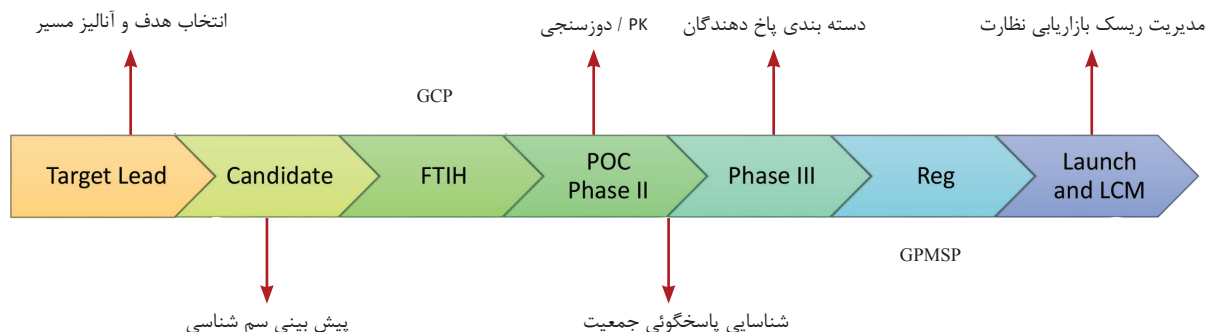 انتخاب هدف و آنالیز مسیر
PK / دوزسنجی
دسته بندی پاخ دهندگان
مدیریت ریسک بازاریابی نظارت
GCP
Target Lead
Candidate
FTIH
POC
Phase II
Phase III
Reg
Launch
and LCM
GPMSP
پیش بینی سم شناسی
شناسایی پاسخگوئی جمعیت